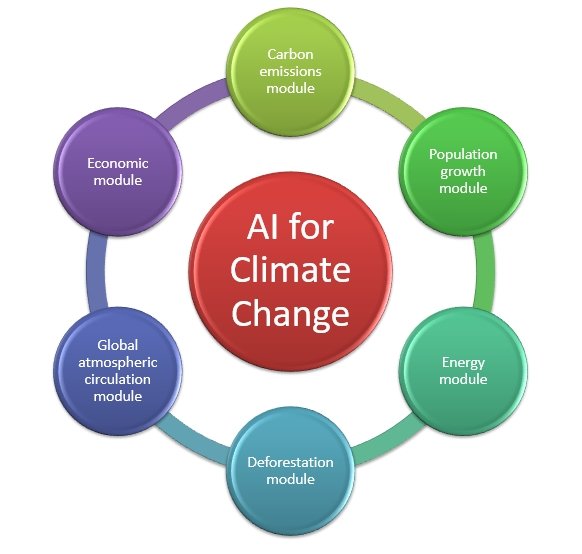 Carbon
emissions
module
Population
growth
module
Energy
module
Deforestation
module
Global
atmospheric
circulation
module
Economic
module
AI for
Climate
Change